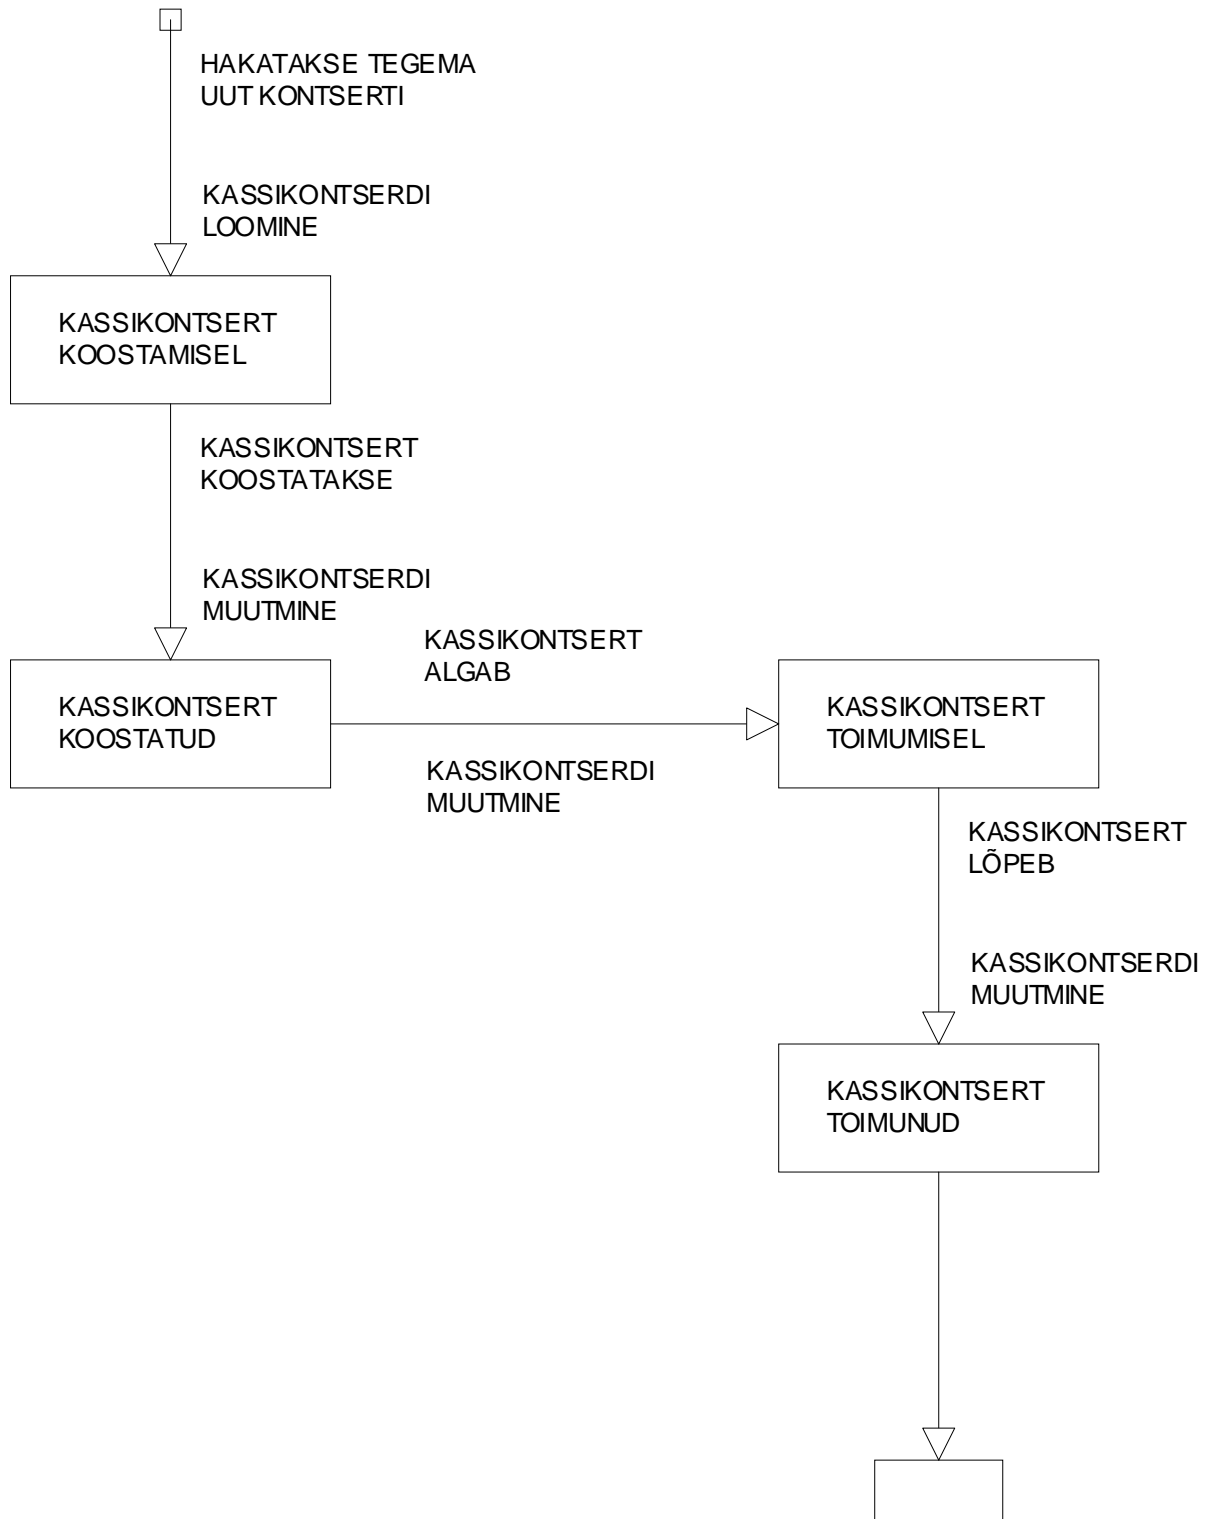 HAKATAKSE TEGEMA
UUT KONTSERTI
KASSIKONTSERDI
LOOMINE
KASSIKONTSERT
KOOSTAMISEL
KASSIKONTSERT
KOOSTATAKSE
KASSIKONTSERDI
MUUTMINE
KASSIKONTSERT
ALGAB
KASSIKONTSERT
KOOSTATUD
KASSIKONTSERDI
MUUTMINE
KASSIKONTSERT
TOIMUMISEL
KASSIKONTSERT
LÕPEB
KASSIKONTSERDI
MUUTMINE
KASSIKONTSERT
TOIMUNUD